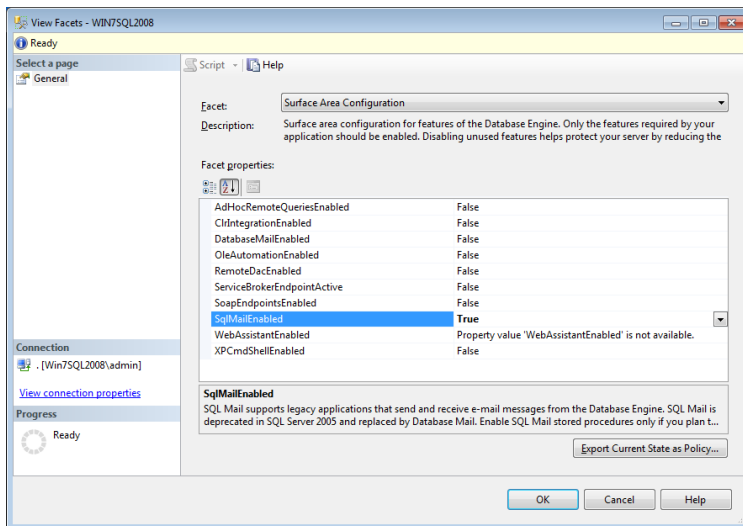 View Facets - WIN7SQL2008
Ready
Select a page
General
Script
Help
Facet:
Surface Area Configuration
Description:
Surface area configuration for features of the Database Engine. Only the features required by your
application should be enabled. Disabling unused features helps protect your server by reducing the
Facet properties:
AdHocRemoteQueriesEnabled False
ClrIntegrationEnabled False
DatabaseMailEnabled False
OleAutomationEnabled False
RemoteDacEnabled False
ServiceBrokerEndpointActive False
SoapEndpointsEnabled False
SqlMailEnabled True
WebAssistantEnabled Property value 'WebAssistantEnabled' is not available.
XPCmdShellEnabled False
SqlMailEnabled
SQL Mail supports legacy applications that send and receive e-mail messages from the Database Engine. SQL Mail is
deprecated in SQL Server 2005 and replaced by Database Mail. Enable SQL Mail stored procedures only if you plan t...
Connection
. [Win7SQL2008\admin]
View connection properties
Progress
Ready
Export Current State as Policy...
OK
Cancel
Help